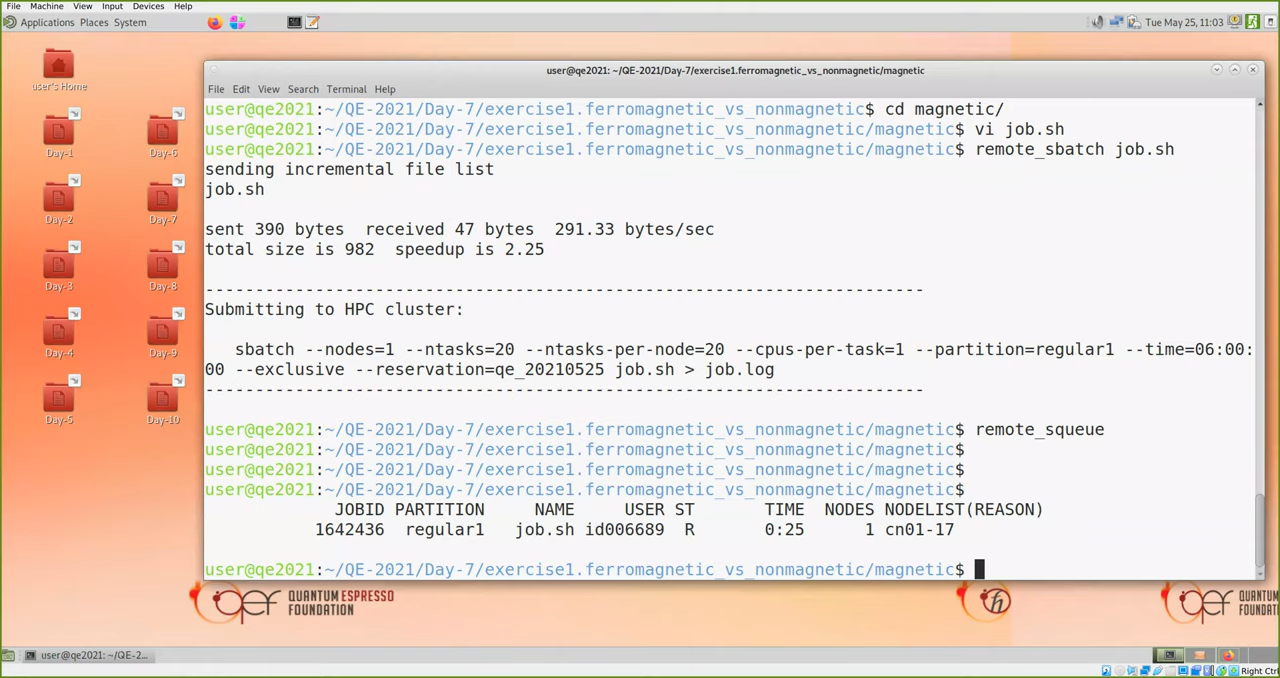 File Machine View Input Devices Help
Applications Places System
Tue May 25, 11:03
user's Home
Day-1
Day-6
Day-2
Day-7
Day-3
Day-8
Day-4
Day-9
Day-5
Day-10
user@qe2021: ~/QE-2021/Day-7/exercise1.ferromagnetic_vs_nonmagnetic/magnetic
File Edit View Search Terminal Help
user@qe2021:~/QE-2021/Day-7/exercise1.ferromagnetic_vs_nonmagnetic$ cd magnetic/
user@qe2021:~/QE-2021/Day-7/exercise1.ferromagnetic_vs_nonmagnetic/magnetic$ vi job.sh
user@qe2021:~/QE-2021/Day-7/exercise1.ferromagnetic_vs_nonmagnetic/magnetic$ remote_sbatch job.sh
sending incremental file list
job.sh
sent 390 bytes  received 47 bytes  291.33 bytes/sec
total size is 982  speedup is 2.25
------------------------------------------------------------------------
Submitting to HPC cluster:
sbatch --nodes=1 --ntasks=20 --ntasks-per-node=20 --cpus-per-task=1 --partition=regular1 --time=06:00:
00 --exclusive --reservation=qe_20210525 job.sh > job.log
------------------------------------------------------------------------
user@qe2021:~/QE-2021/Day-7/exercise1.ferromagnetic_vs_nonmagnetic/magnetic$ remote_squeue
user@qe2021:~/QE-2021/Day-7/exercise1.ferromagnetic_vs_nonmagnetic/magnetic$
user@qe2021:~/QE-2021/Day-7/exercise1.ferromagnetic_vs_nonmagnetic/magnetic$
user@qe2021:~/QE-2021/Day-7/exercise1.ferromagnetic_vs_nonmagnetic/magnetic$
JOBID PARTITION NAME USER ST TIME NODES NODELIST(REASON)
1642436 regular1 job.sh id006689 R 0:25 1 cn01-17
user@qe2021:~/QE-2021/Day-7/exercise1.ferromagnetic_vs_nonmagnetic/magnetic$
QUANTUM ESPRESSO
FOUNDATION
QUANTU
FOUNDAT
user@qe2021: ~/QE-2...
Right Ctrl